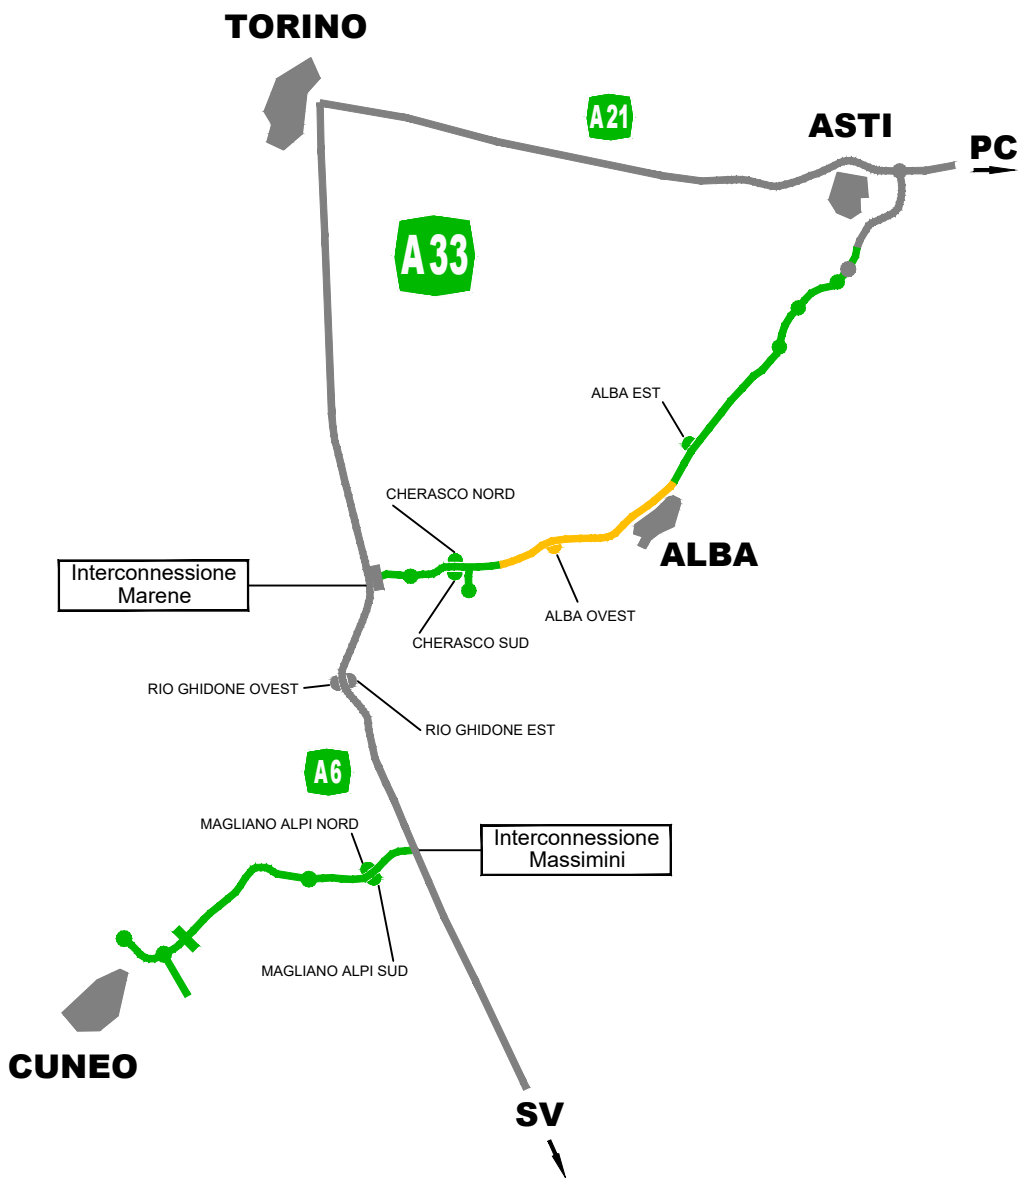 TORINO
A21
ASTI
PC
A33
ALBA EST
CHERASCO NORD
ALBA
Interconnessione
Marene
ALBA OVEST
CHERASCO SUD
RIO GHIDONE OVEST
RIO GHIDONE EST
A6
MAGLIANO ALPI NORD
Interconnessione
Massimini
MAGLIANO ALPI SUD
CUNEO
SV